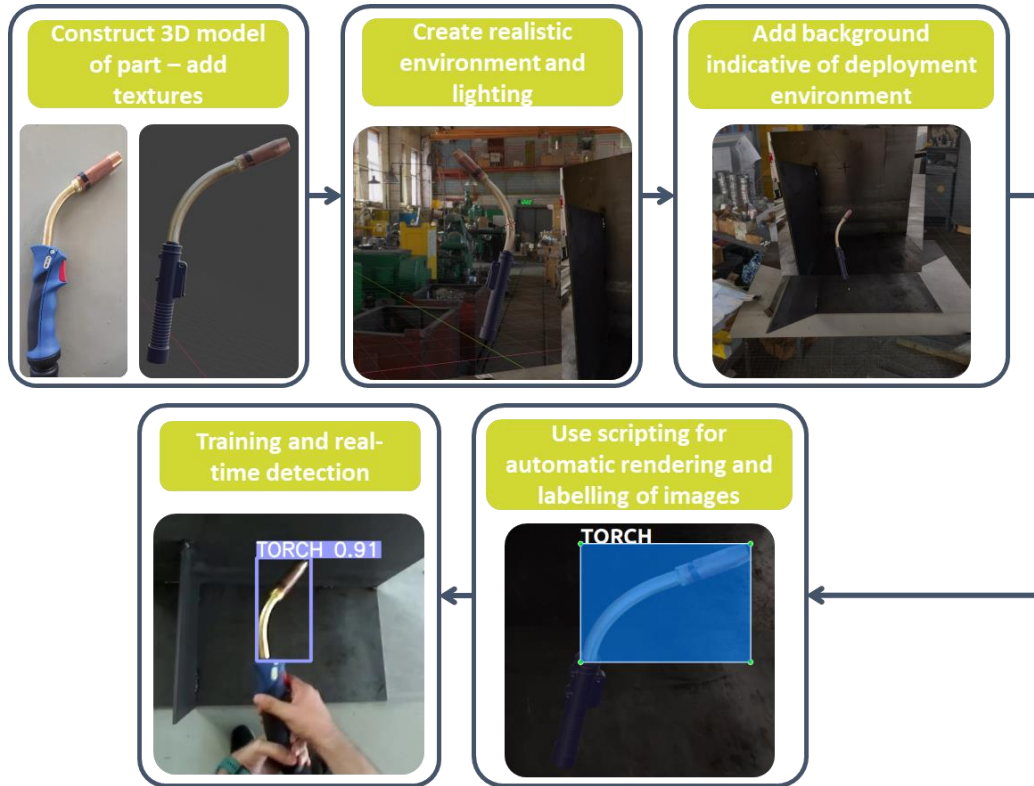 Construct 3D model
of part – add
textures
Create realistic
environment and
lighting
Add background
indicative of deployment
environment
Use scripting for
automatic rendering and
labelling of images
TORCH
Training and real-
time detection
TORCH 0.91